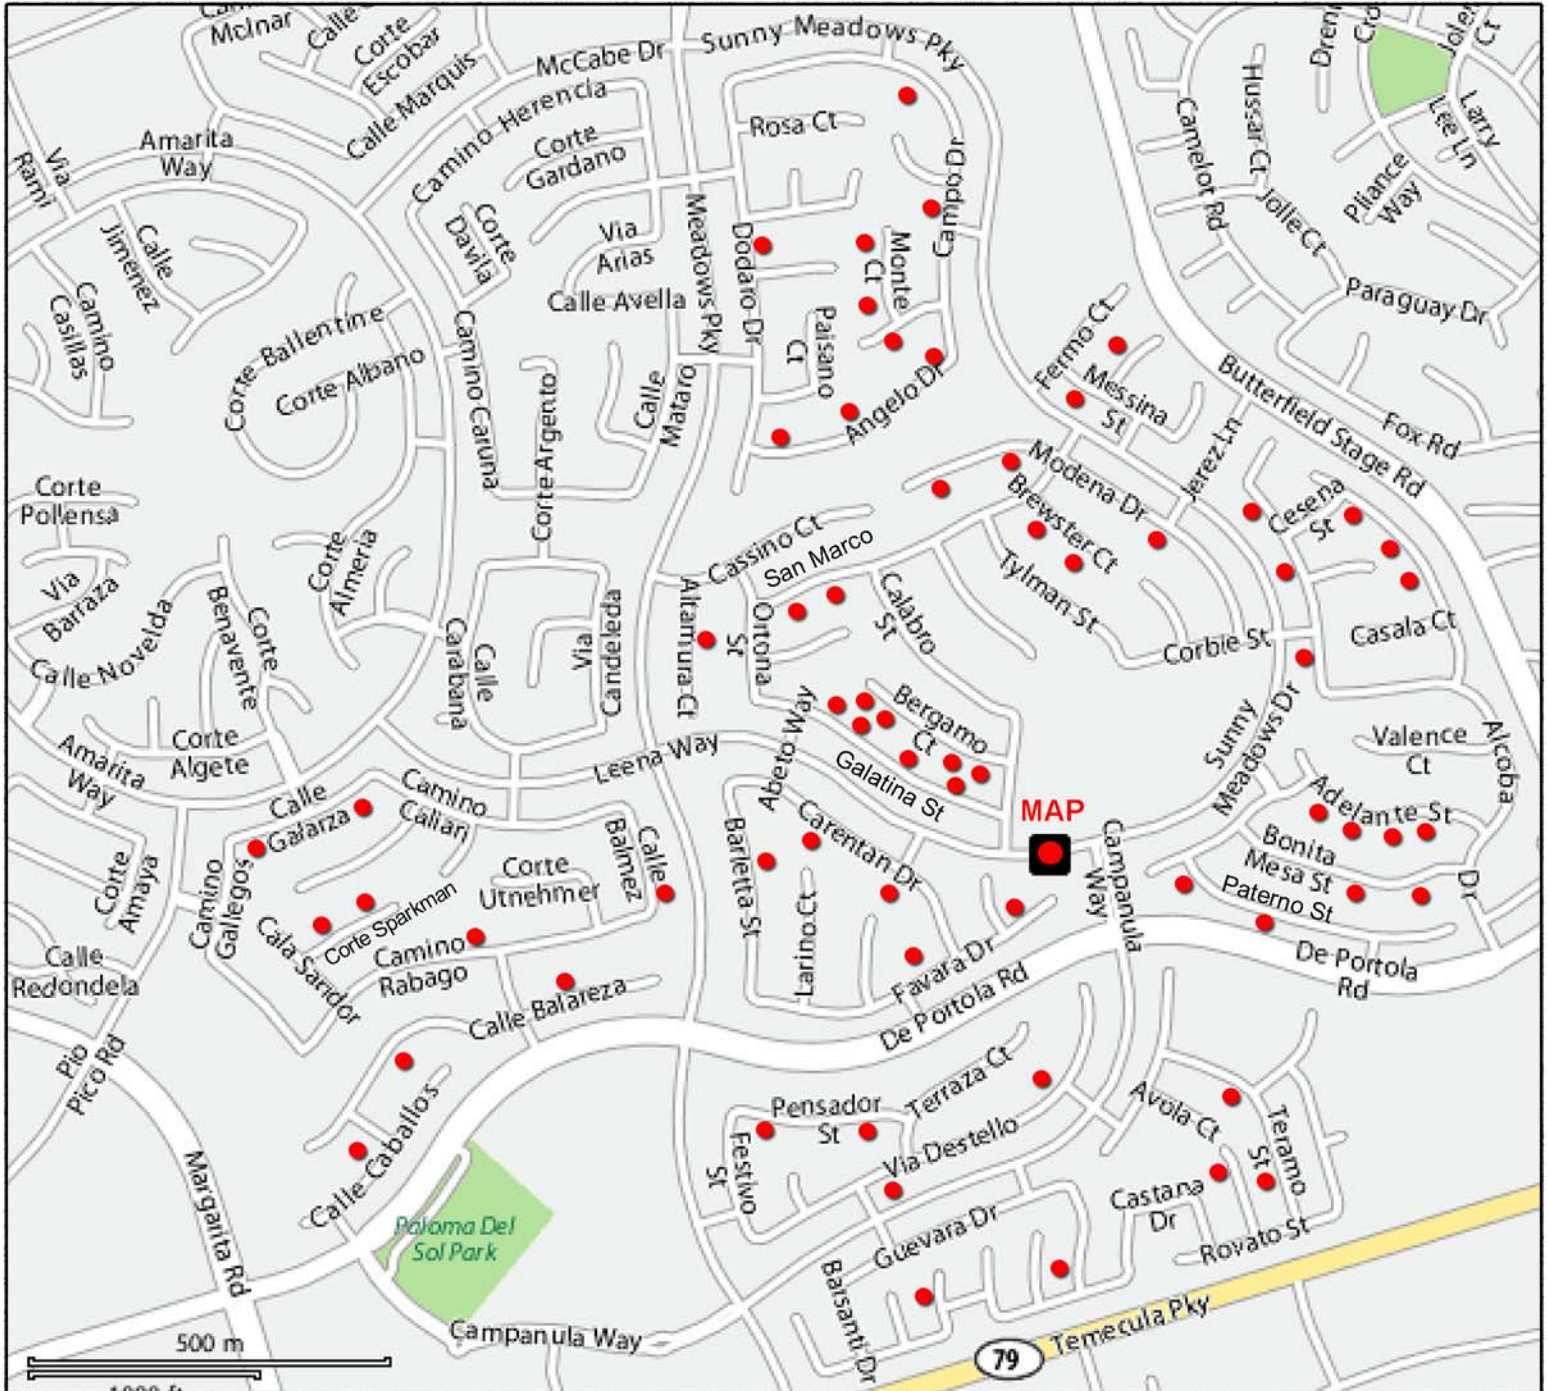 McInar
Corte
Escobar
Calle Marquis
McCabe Dr
Sunny Meadows Pky
Camino Herencia
Corte
Gardano
Rosa Ct
Amarita
Way
Via
Rami
Calle
Jimenez
Camino
Casillas
Corte
Davila
Via
Arias
Calle Avella
Meadows Pky
Dodaro Dr
Campo Dr
Monte
Ct
Paisano
Ct
Angelo Dr
Camelot Rd
Hussar Ct
Jolle Ct
Larry
Lee Ln
Pliance
Way
Paraguay Dr
Butterfield Stage Rd
Fox Rd
Fermo Ct
Messina
St
Jerez Ln
Corte Ballentine
Corte Albano
Camino Caruna
Corte Argento
Calle
Mataro
Modena Dr
Brewster Ct
Tylman St
Cesena
St
Corte
Pollensa
Via
Barraza
Calle Novelda
Corte
Benavente
Corte
Almeria
Cassino Ct
San Marco
Altamura Ct
Ortona
St
Calabro
St
Corbie St
Casala Ct
Calle
Carabana
Via
Candeleda
Bergamo
Ct
Abeto Way
Galatina St
Leena Way
Sunny
Meadows Dr
Valence
Ct
Alcoba
Dr
Amarita
Way
Corte
Algete
Calle
Galarza
Camino
Caliari
MAP
Adelante St
Bonita
Mesa St
Paterno St
Corte
Amaya
Camino
Gallegos
Corte
Utnehmer
Calle
Balmez
Barletta St
Carentan Dr
Larino Ct
Campanula
Way
Corte Sparkman
Cala Saridor
Camino
Rabago
Favara Dr
De Portola
Rd
Calle
Redondela
Calle Balareza
De Portola Rd
Pio
Pico Rd
Terraza Ct
Pensador
St
Avola Ct
Teramo
St
Calle Caballos
Festivo
St
Via Destello
Castana
Dr
Rovato St
Margarita Rd
Paloma Del
Sol Park
Guevara Dr
Barsanti Dr
Campanula Way
Temecula Pky
79
500 m